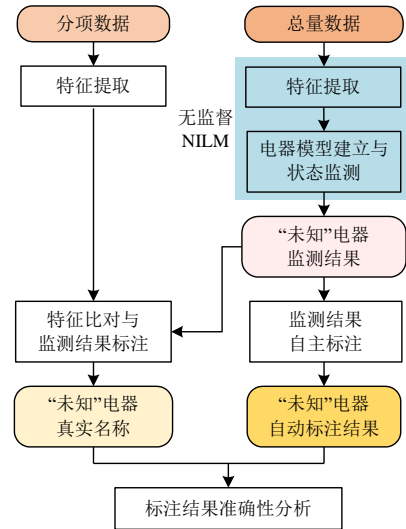 分项数据
总量数据
特征提取
特征提取
无监督
NILM
电器模型建立与
状态监测
“未知”电器
监测结果
特征比对与
监测结果标注
监测结果
自主标注
“未知”电器
真实名称
“未知”电器
自动标注结果
标注结果准确性分析